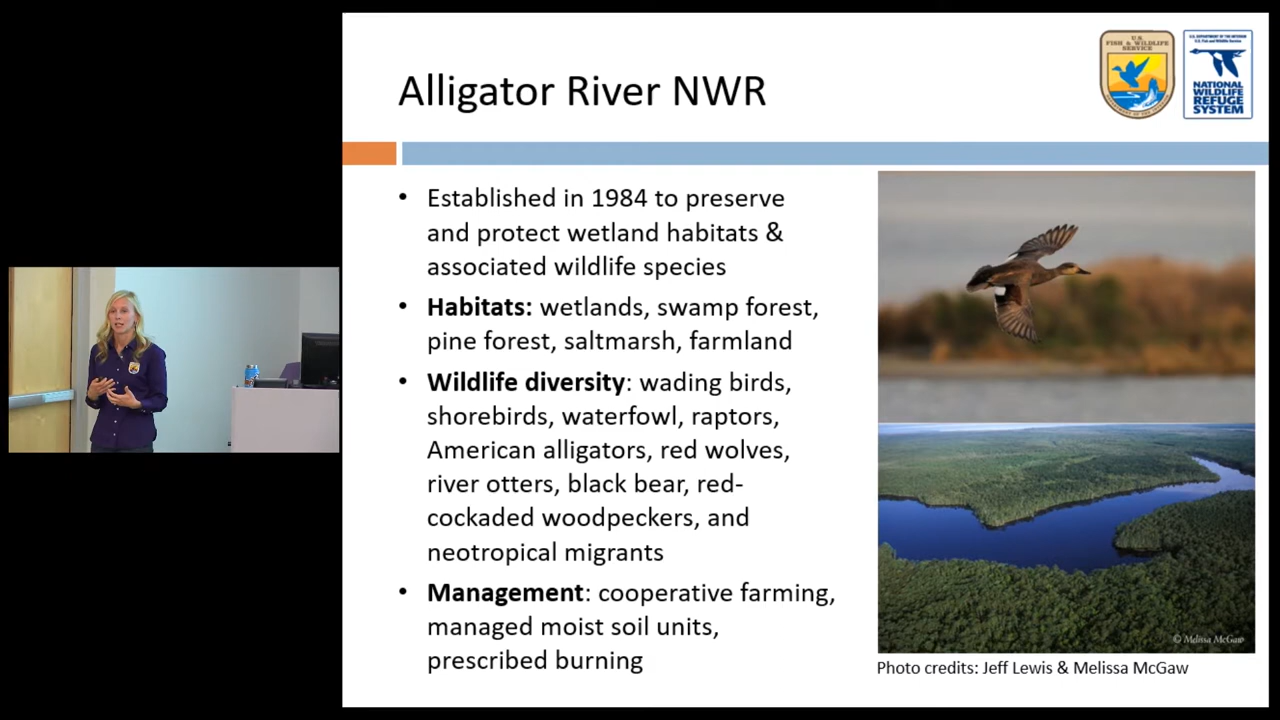 Alligator River NWR
U.S.
FISH & WILDLIFE
SERVICE
U.S. DEPARTMENT OF THE INTERIOR
U.S. Fish and Wildlife Service
NATIONAL
WILDLIFE
REFUGE
SYSTEM
• Established in 1984 to preserve
and protect wetland habitats &
associated wildlife species
• Habitats: wetlands, swamp forest,
pine forest, saltmarsh, farmland
• Wildlife diversity: wading birds,
shorebirds, waterfowl, raptors,
American alligators, red wolves,
river otters, black bear, red-
cockaded woodpeckers, and
neotropical migrants
• Management: cooperative farming,
managed moist soil units,
prescribed burning
© Melissa McGaw
Photo credits: Jeff Lewis & Melissa McGaw